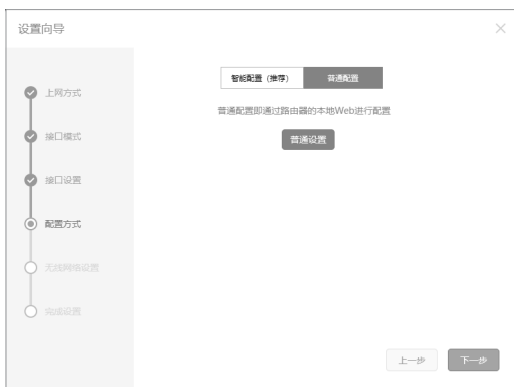 设置向导
上网方式
接口模式
接口设置
配置方式
无线网络设置
完成设置
智能配置（推荐） 普通配置
普通配置即通过路由器的本地Web进行配置
普通设置
上一步 下一步